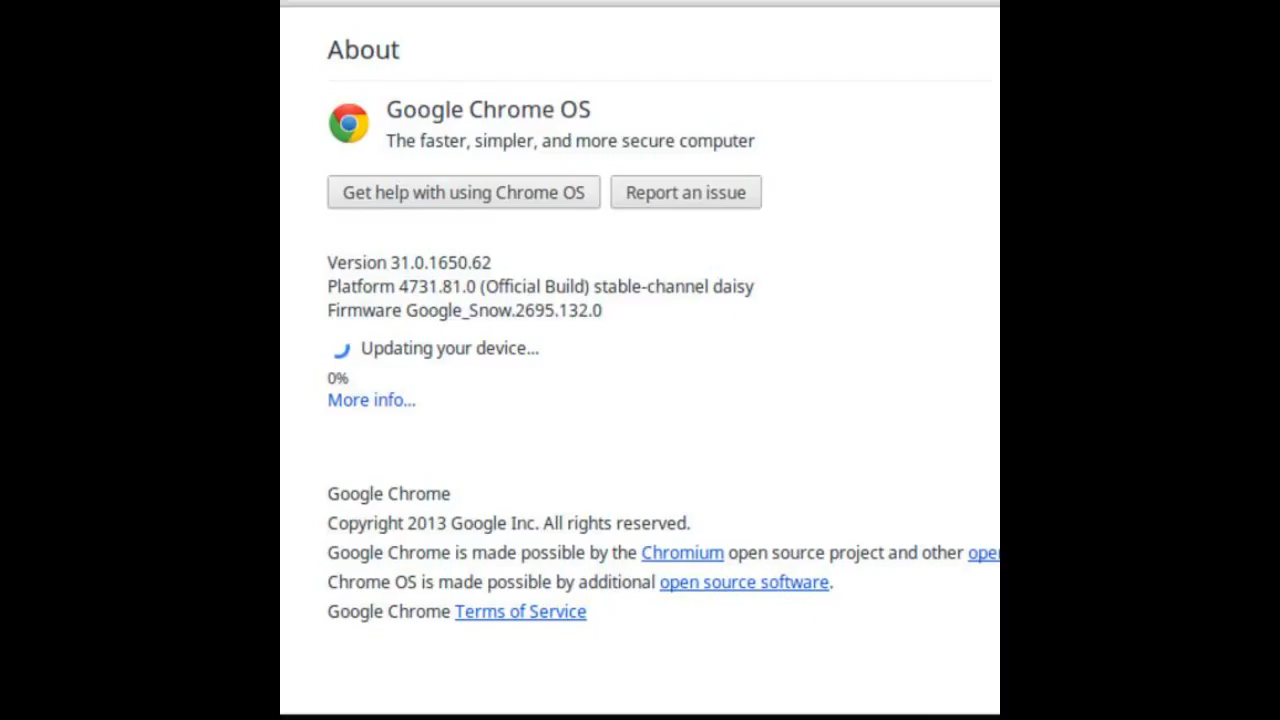 About
Google Chrome OS
The faster, simpler, and more secure computer
Get help with using Chrome OS
Report an issue
Version 31.0.1650.62
Platform 4731.81.0 (Official Build) stable-channel daisy
Firmware Google_Snow.2695.132.0
Updating your device...
0%
More info...
Google Chrome
Copyright 2013 Google Inc. All rights reserved.
Google Chrome is made possible by the Chromium open source project and other
Chrome OS is made possible by additional open source software.
Google Chrome Terms of Service